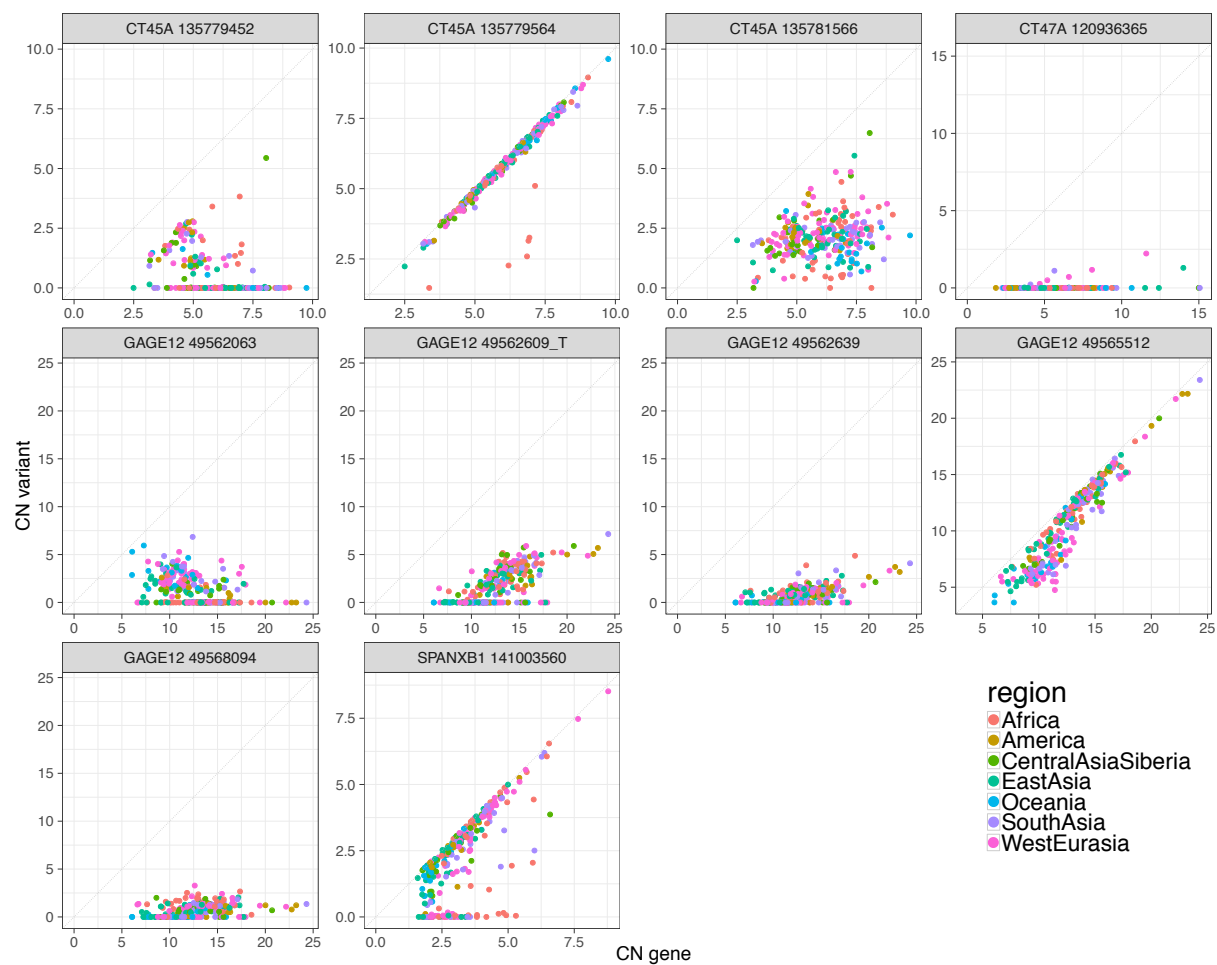 CT45A 135779452
CT45A 135779564
CT45A 135781566
CT47A 120936365
10.0
7.5
5.0
2.5
0.0
0.0 2.5 5.0 7.5 10.0
10.0
7.5
5.0
2.5
2.5 5.0 7.5 10.0
10.0
7.5
5.0
2.5
0.0
2.5 5.0 7.5 10.0
15
10
5
0
0 5 10 15
GAGE12 49562063
GAGE12 49562609_T
GAGE12 49562639
GAGE12 49565512
25
20
15
10
5
0
0 5 10 15 20 25
25
20
15
10
5
0
0 5 10 15 20 25
25
20
15
10
5
0
0 5 10 15 20 25
25
20
15
10
5
5 10 15 20 25
GAGE12 49568094
SPANXB1 141003560
25
20
15
10
5
0
0 5 10 15 20 25
7.5
5.0
2.5
0.0
0.0 2.5 5.0 7.5
CN variant
CN gene
region
Africa
America
CentralAsiaSiberia
EastAsia
Oceania
SouthAsia
WestEurasia